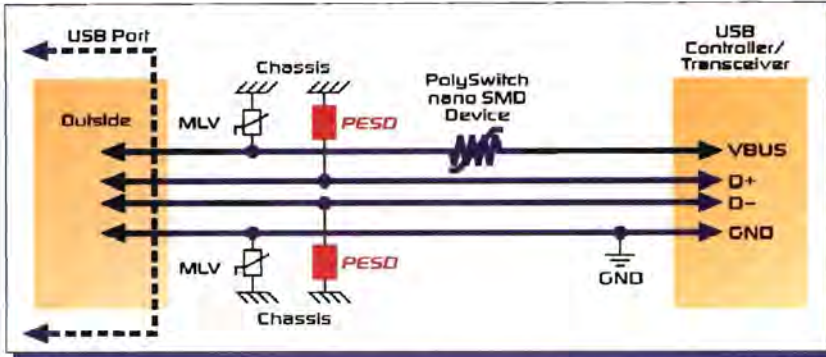 USB Port
USB
Controller/
Transceiver
Chassis
PolySwitch
nano SMD
Device
Outside
MLV
PESD
VBUS
D+
D-
GND
MLV
PESD
GND
Chassis